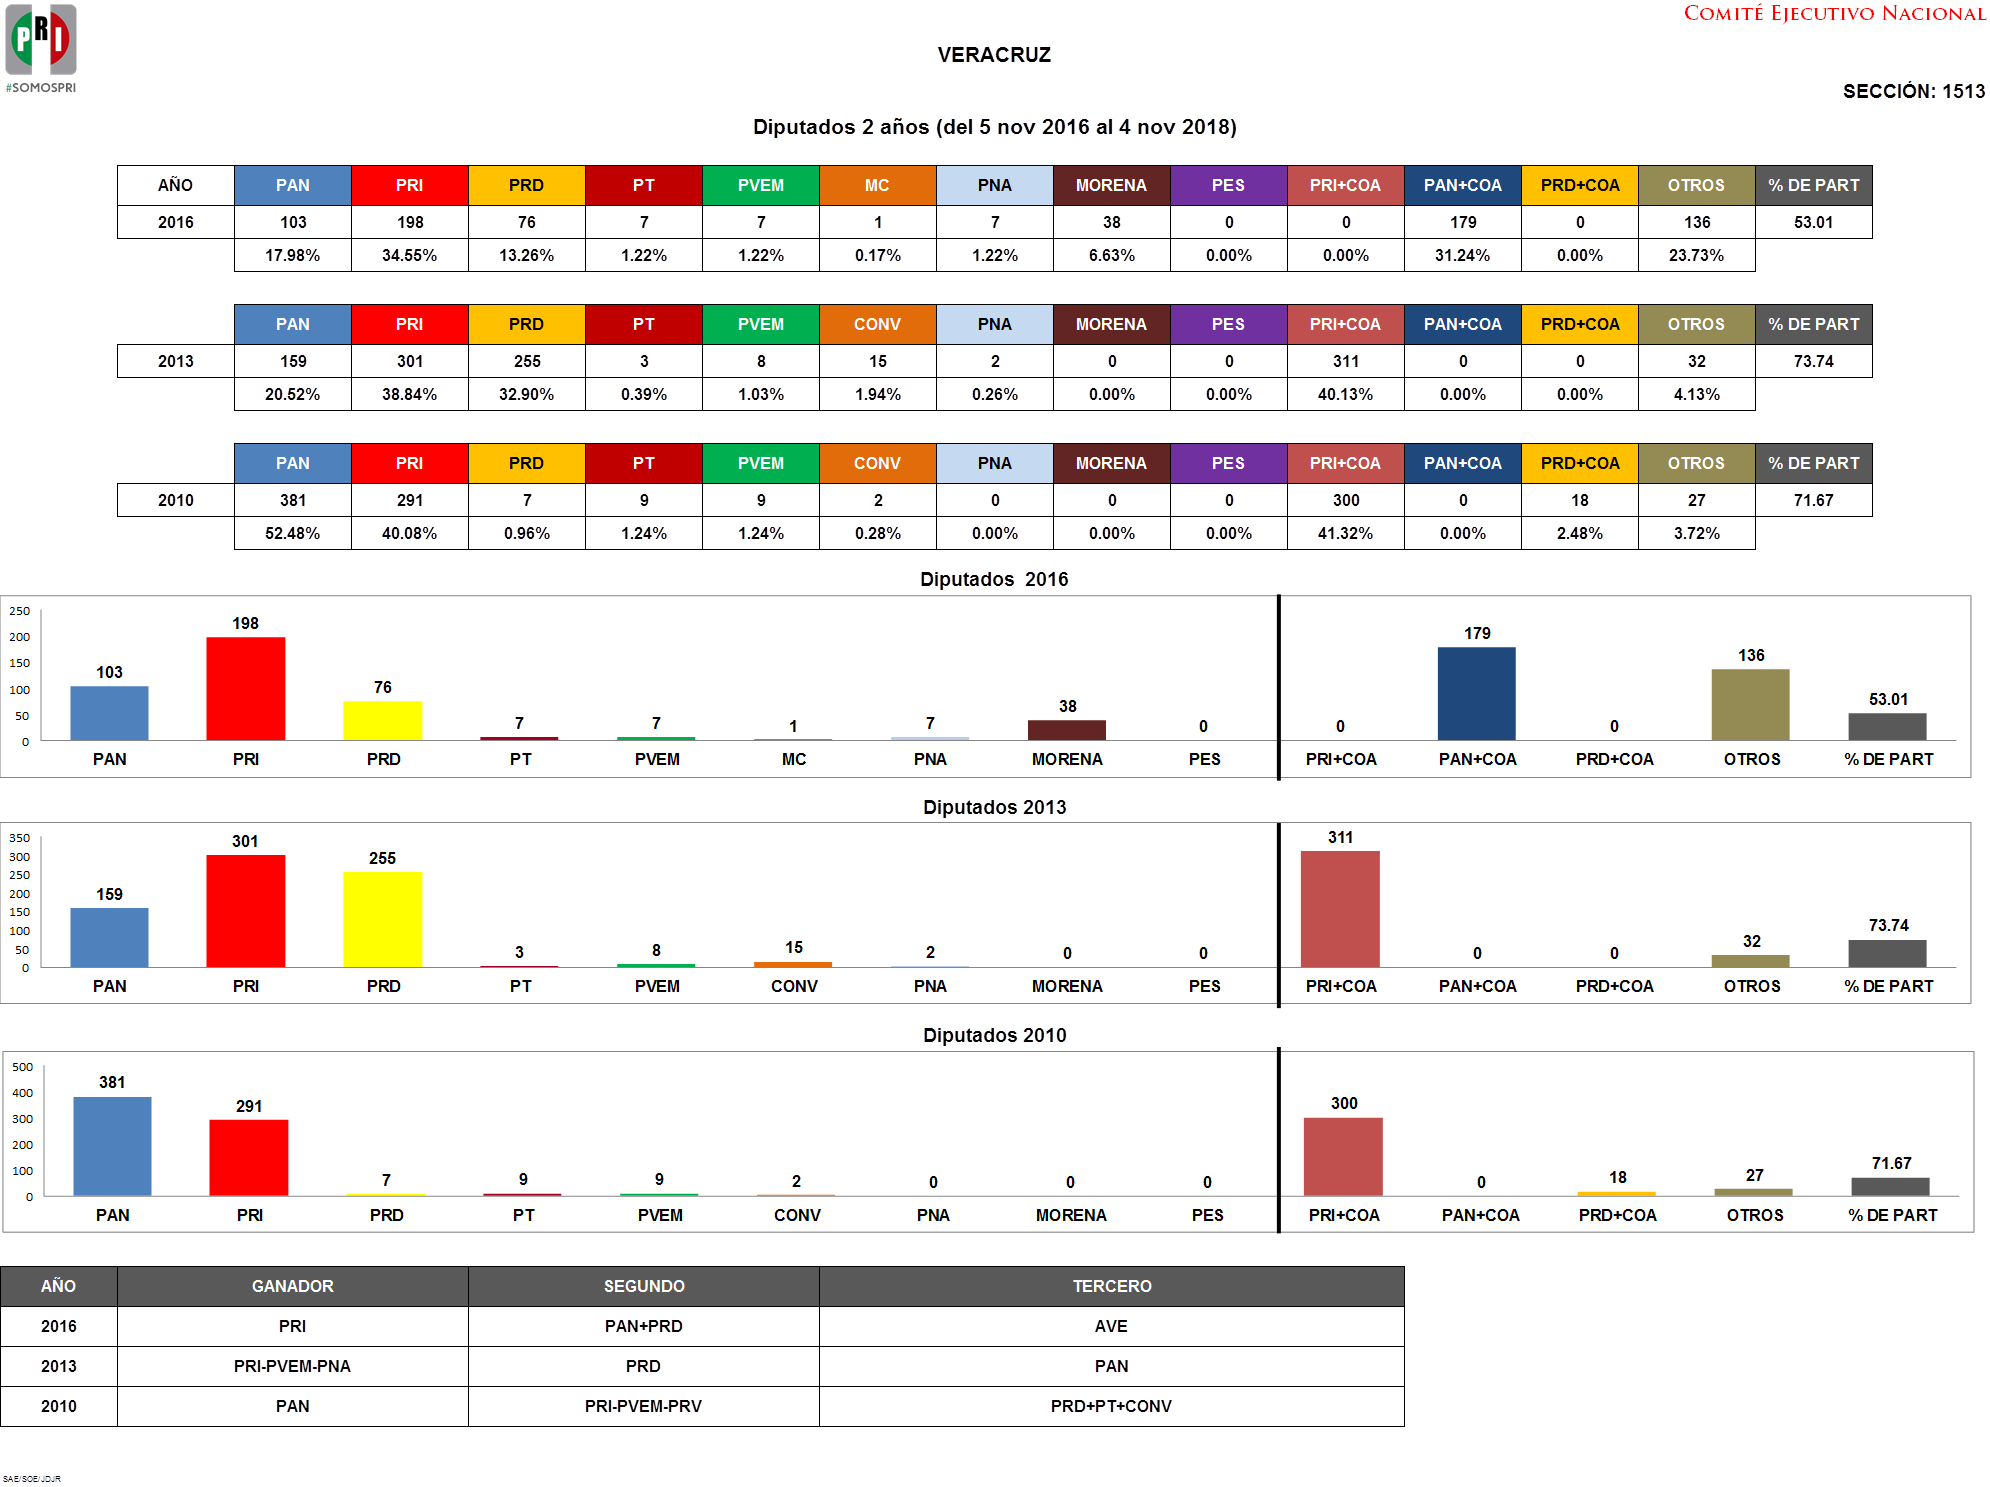 PRI
#SOMOSPRI
COMITÉ EJECUTIVO NACIONAL
VERACRUZ
SECCIÓN: 1513
Diputados 2 años (del 5 nov 2016 al 4 nov 2018)
AÑO PAN PRI PRD PT PVEM MC PNA MORENA PES PRI+COA PAN+COA PRD+COA OTROS % DE PART
2016 103 198 76 7 7 1 7 38 0 0 179 0 136 53.01
17.98% 34.55% 13.26% 1.22% 1.22% 0.17% 1.22% 6.63% 0.00% 0.00% 31.24% 0.00% 23.73%
PAN PRI PRD PT PVEM CONV PNA MORENA PES PRI+COA PAN+COA PRD+COA OTROS % DE PART
2013 159 301 255 3 8 15 2 0 0 311 0 0 32 73.74
20.52% 38.84% 32.90% 0.39% 1.03% 1.94% 0.26% 0.00% 0.00% 40.13% 0.00% 0.00% 4.13%
PAN PRI PRD PT PVEM CONV PNA MORENA PES PRI+COA PAN+COA PRD+COA OTROS % DE PART
2010 381 291 7 9 9 2 0 0 0 300 0 18 27 71.67
52.48% 40.08% 0.96% 1.24% 1.24% 0.28% 0.00% 0.00% 0.00% 41.32% 0.00% 2.48% 3.72%
Diputados 2016
250
200
150
100
50
0
103 198 76 7 7 1 7 38 0 0 179 0 136 53.01
PAN PRI PRD PT PVEM MC PNA MORENA PES PRI+COA PAN+COA PRD+COA OTROS % DE PART
Diputados 2013
350
300
250
200
150
100
50
0
159 301 255 3 8 15 2 0 0 311 0 0 32 73.74
PAN PRI PRD PT PVEM CONV PNA MORENA PES PRI+COA PAN+COA PRD+COA OTROS % DE PART
Diputados 2010
500
400
300
200
100
0
381 291 7 9 9 2 0 0 0 300 0 18 27 71.67
PAN PRI PRD PT PVEM CONV PNA MORENA PES PRI+COA PAN+COA PRD+COA OTROS % DE PART
AÑO GANADOR SEGUNDO TERCERO
2016 PRI PAN+PRD AVE
2013 PRI-PVEM-PNA PRD PAN
2010 PAN PRI-PVEM-PRV PRD+PT+CONV
SAE/SOE/JDJR